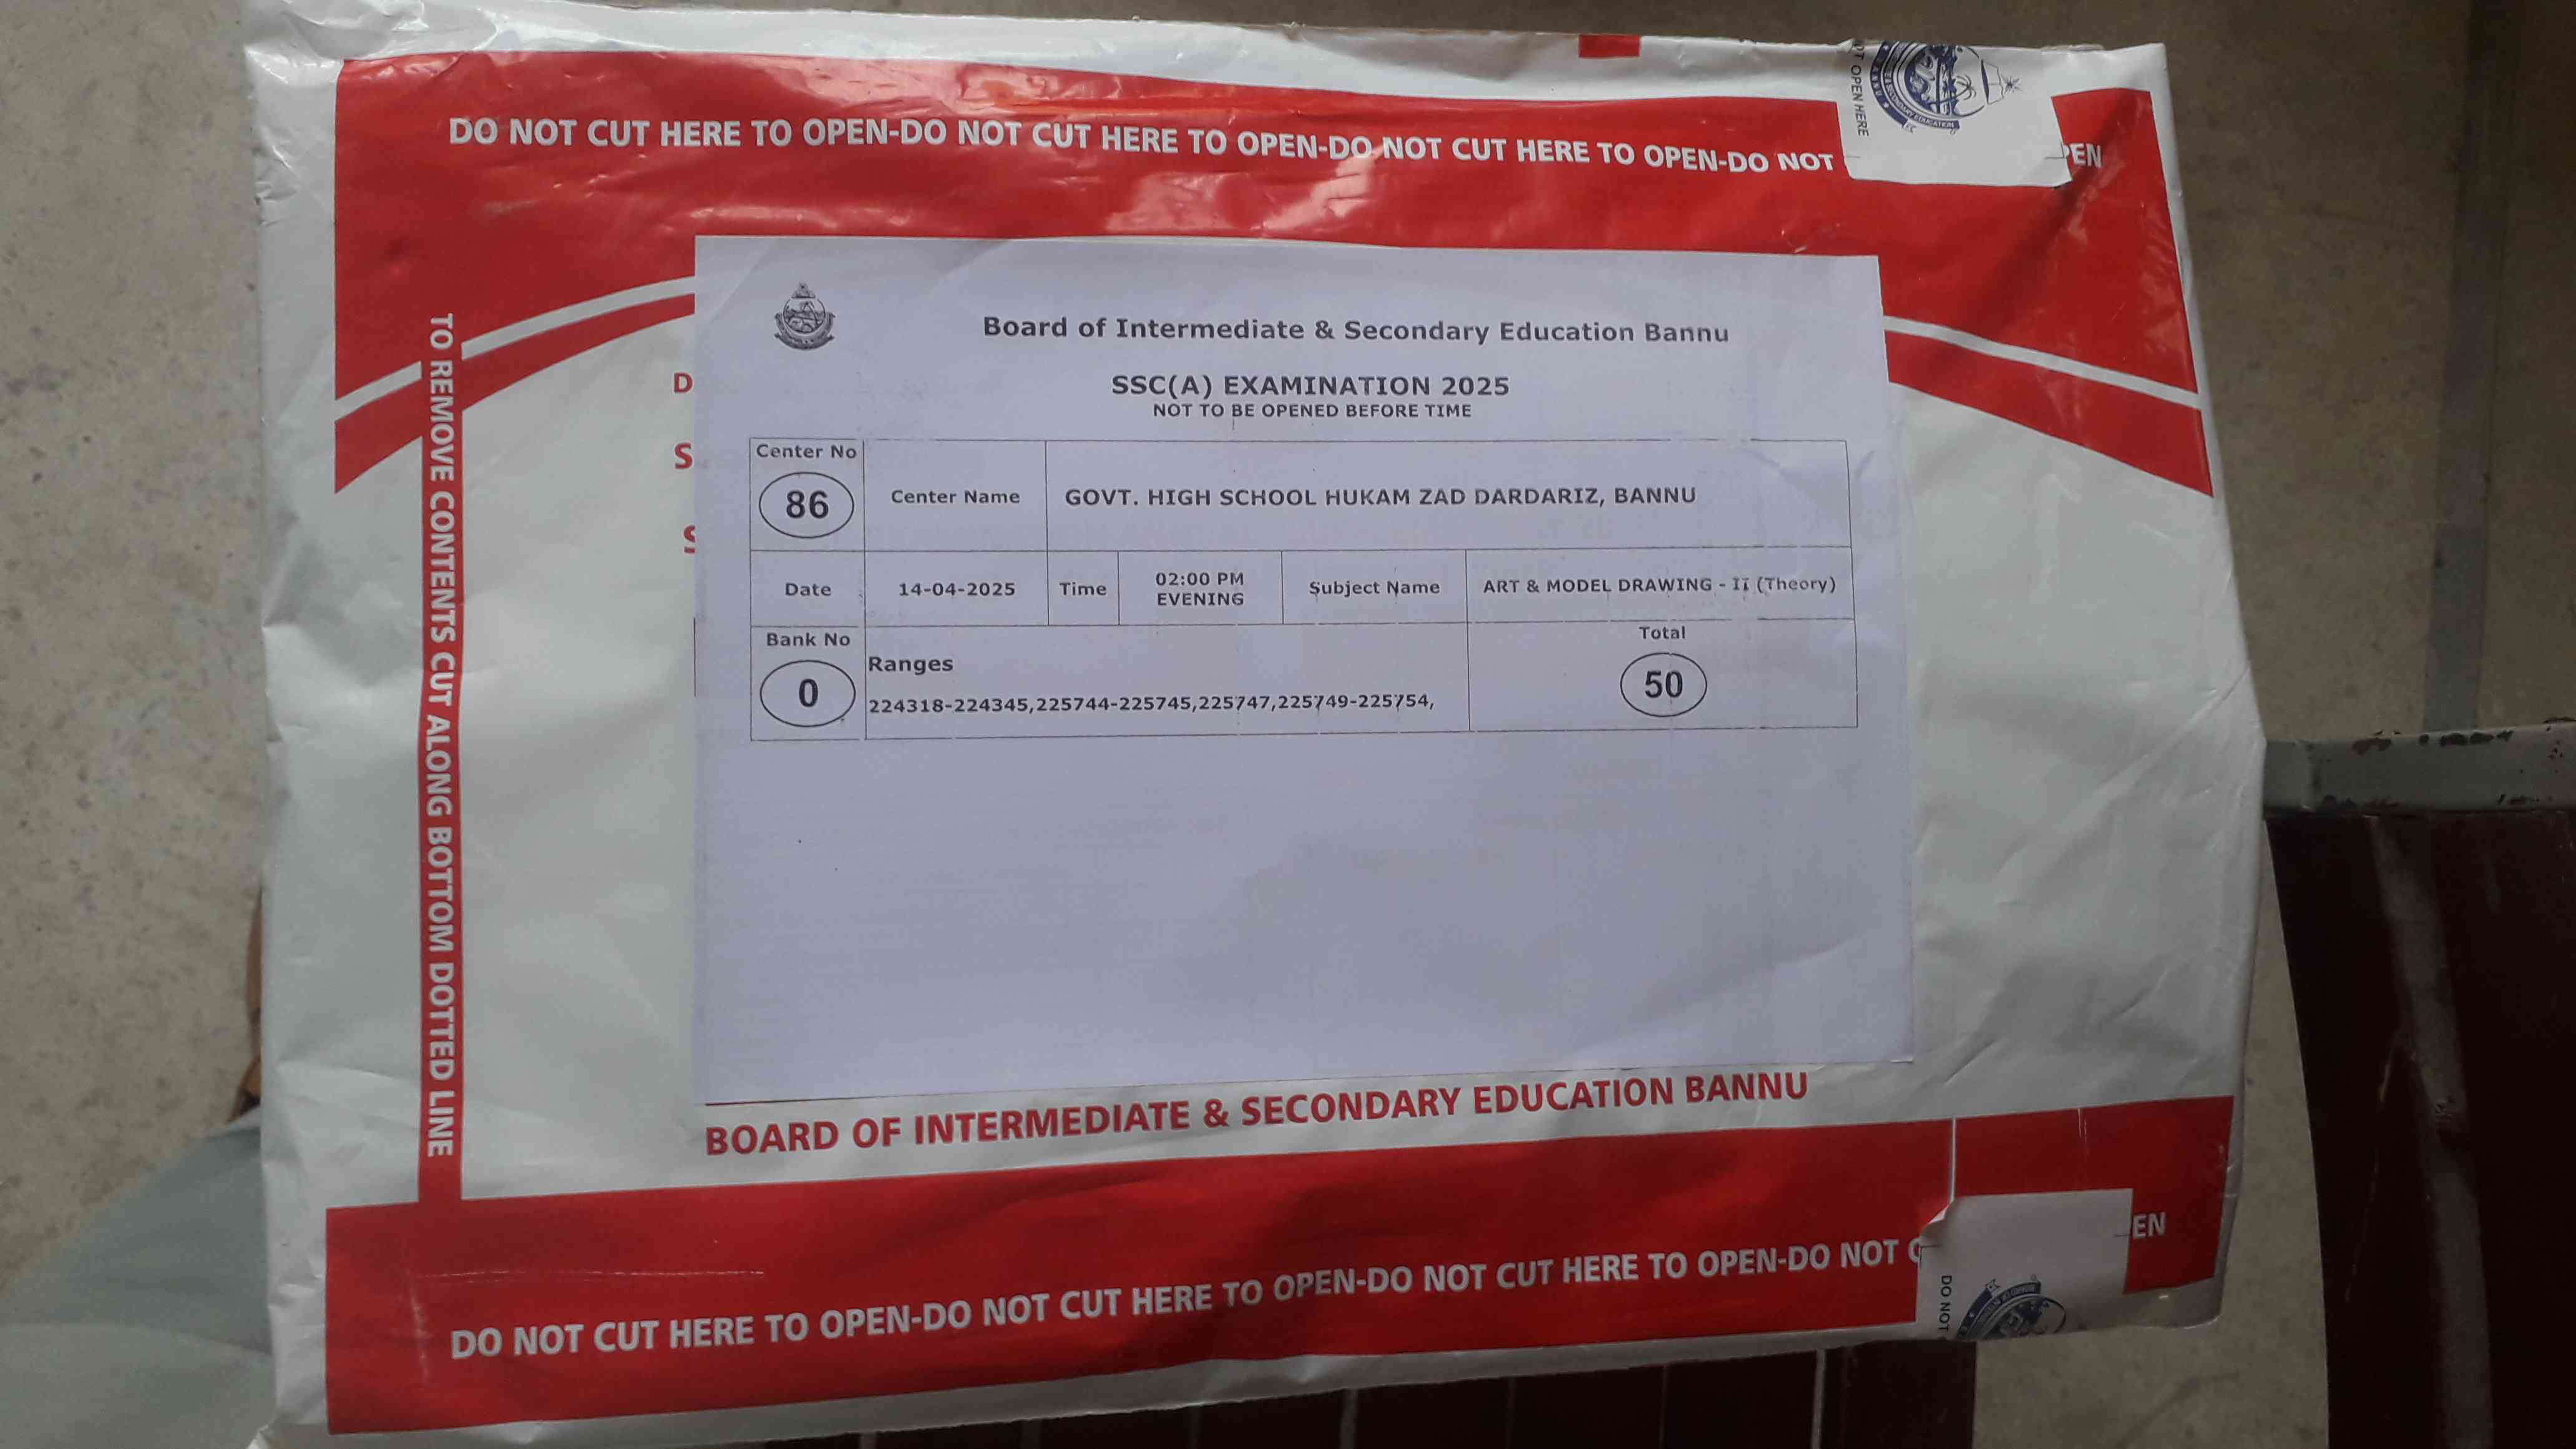 DO NOT CUT HERE TO OPEN-DO NOT CUT HERE TO OPEN-DO NOT CUT HERE TO OPEN-DO NOT
PEN
OPEN HERE
TO REMOVE CONTENTS CUT ALONG BOTTOM DOTTED LINE
D
S
S
Board of Intermediate & Secondary Education Bannu
SSC(A) EXAMINATION 2025
NOT TO BE OPENED BEFORE TIME
Center No
86
Center Name
GOVT. HIGH SCHOOL HUKAM ZAD DARDARIZ, BANNU
Date
14-04-2025
Time
02:00 PM
EVENING
Subject Name
ART & MODEL DRAWING - II (Theory)
Bank No
0
Ranges
224318-224345,225744-225745,225747,225749-225754,
Total
50
BOARD OF INTERMEDIATE & SECONDARY EDUCATION BANNU
DO NOT CUT HERE TO OPEN-DO NOT CUT HERE TO OPEN-DO NOT CUT HERE TO OPEN-DO NOT C
EN
DO NOT